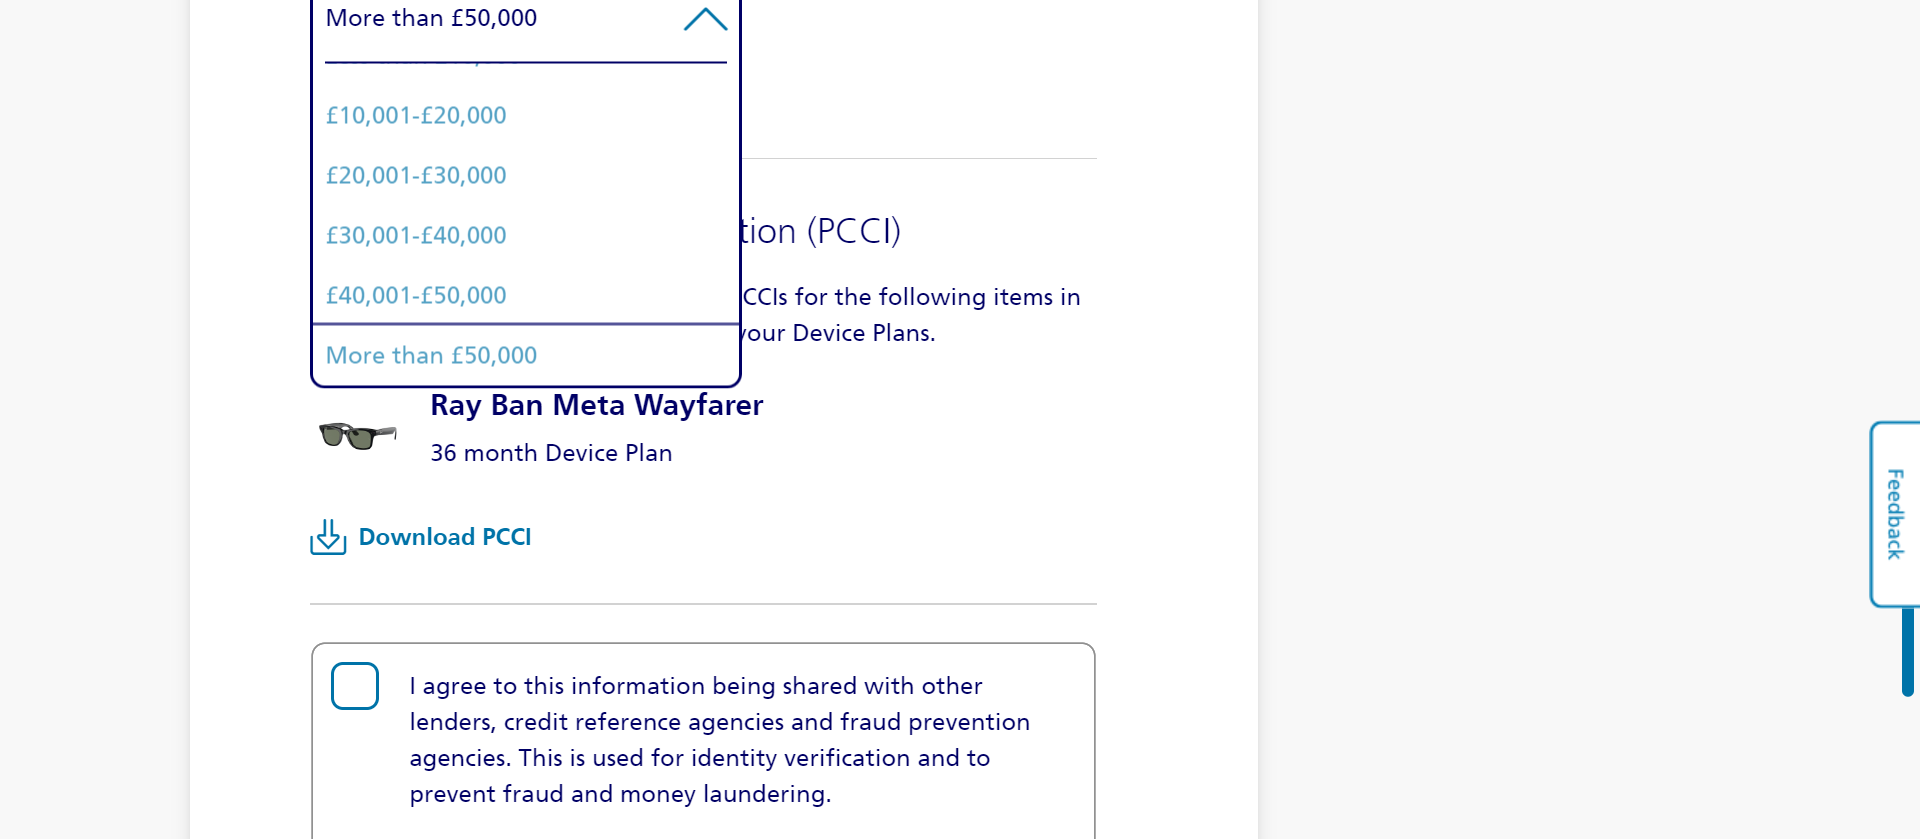 More than £50,000
£10,001-£20,000
£20,001-£30,000
£30,001-£40,000
£40,001-£50,000
More than £50,000
tion (PCCI)
CCIs for the following items in
your Device Plans.
Ray Ban Meta Wayfarer
36 month Device Plan
Download PCCI
I agree to this information being shared with other
lenders, credit reference agencies and fraud prevention
agencies. This is used for identity verification and to
prevent fraud and money laundering.
Feedback